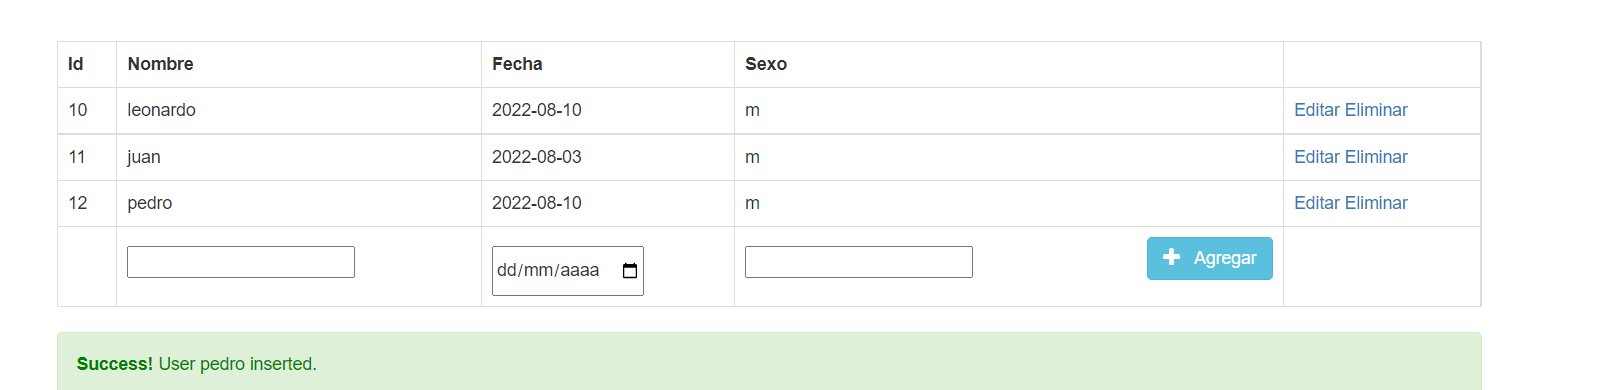 Id Nombre Fecha Sexo
10 leonardo 2022-08-10 m Editar Eliminar
11 juan 2022-08-03 m Editar Eliminar
12 pedro 2022-08-10 m Editar Eliminar
dd/mm/aaaa Agregar
Success! User pedro inserted.